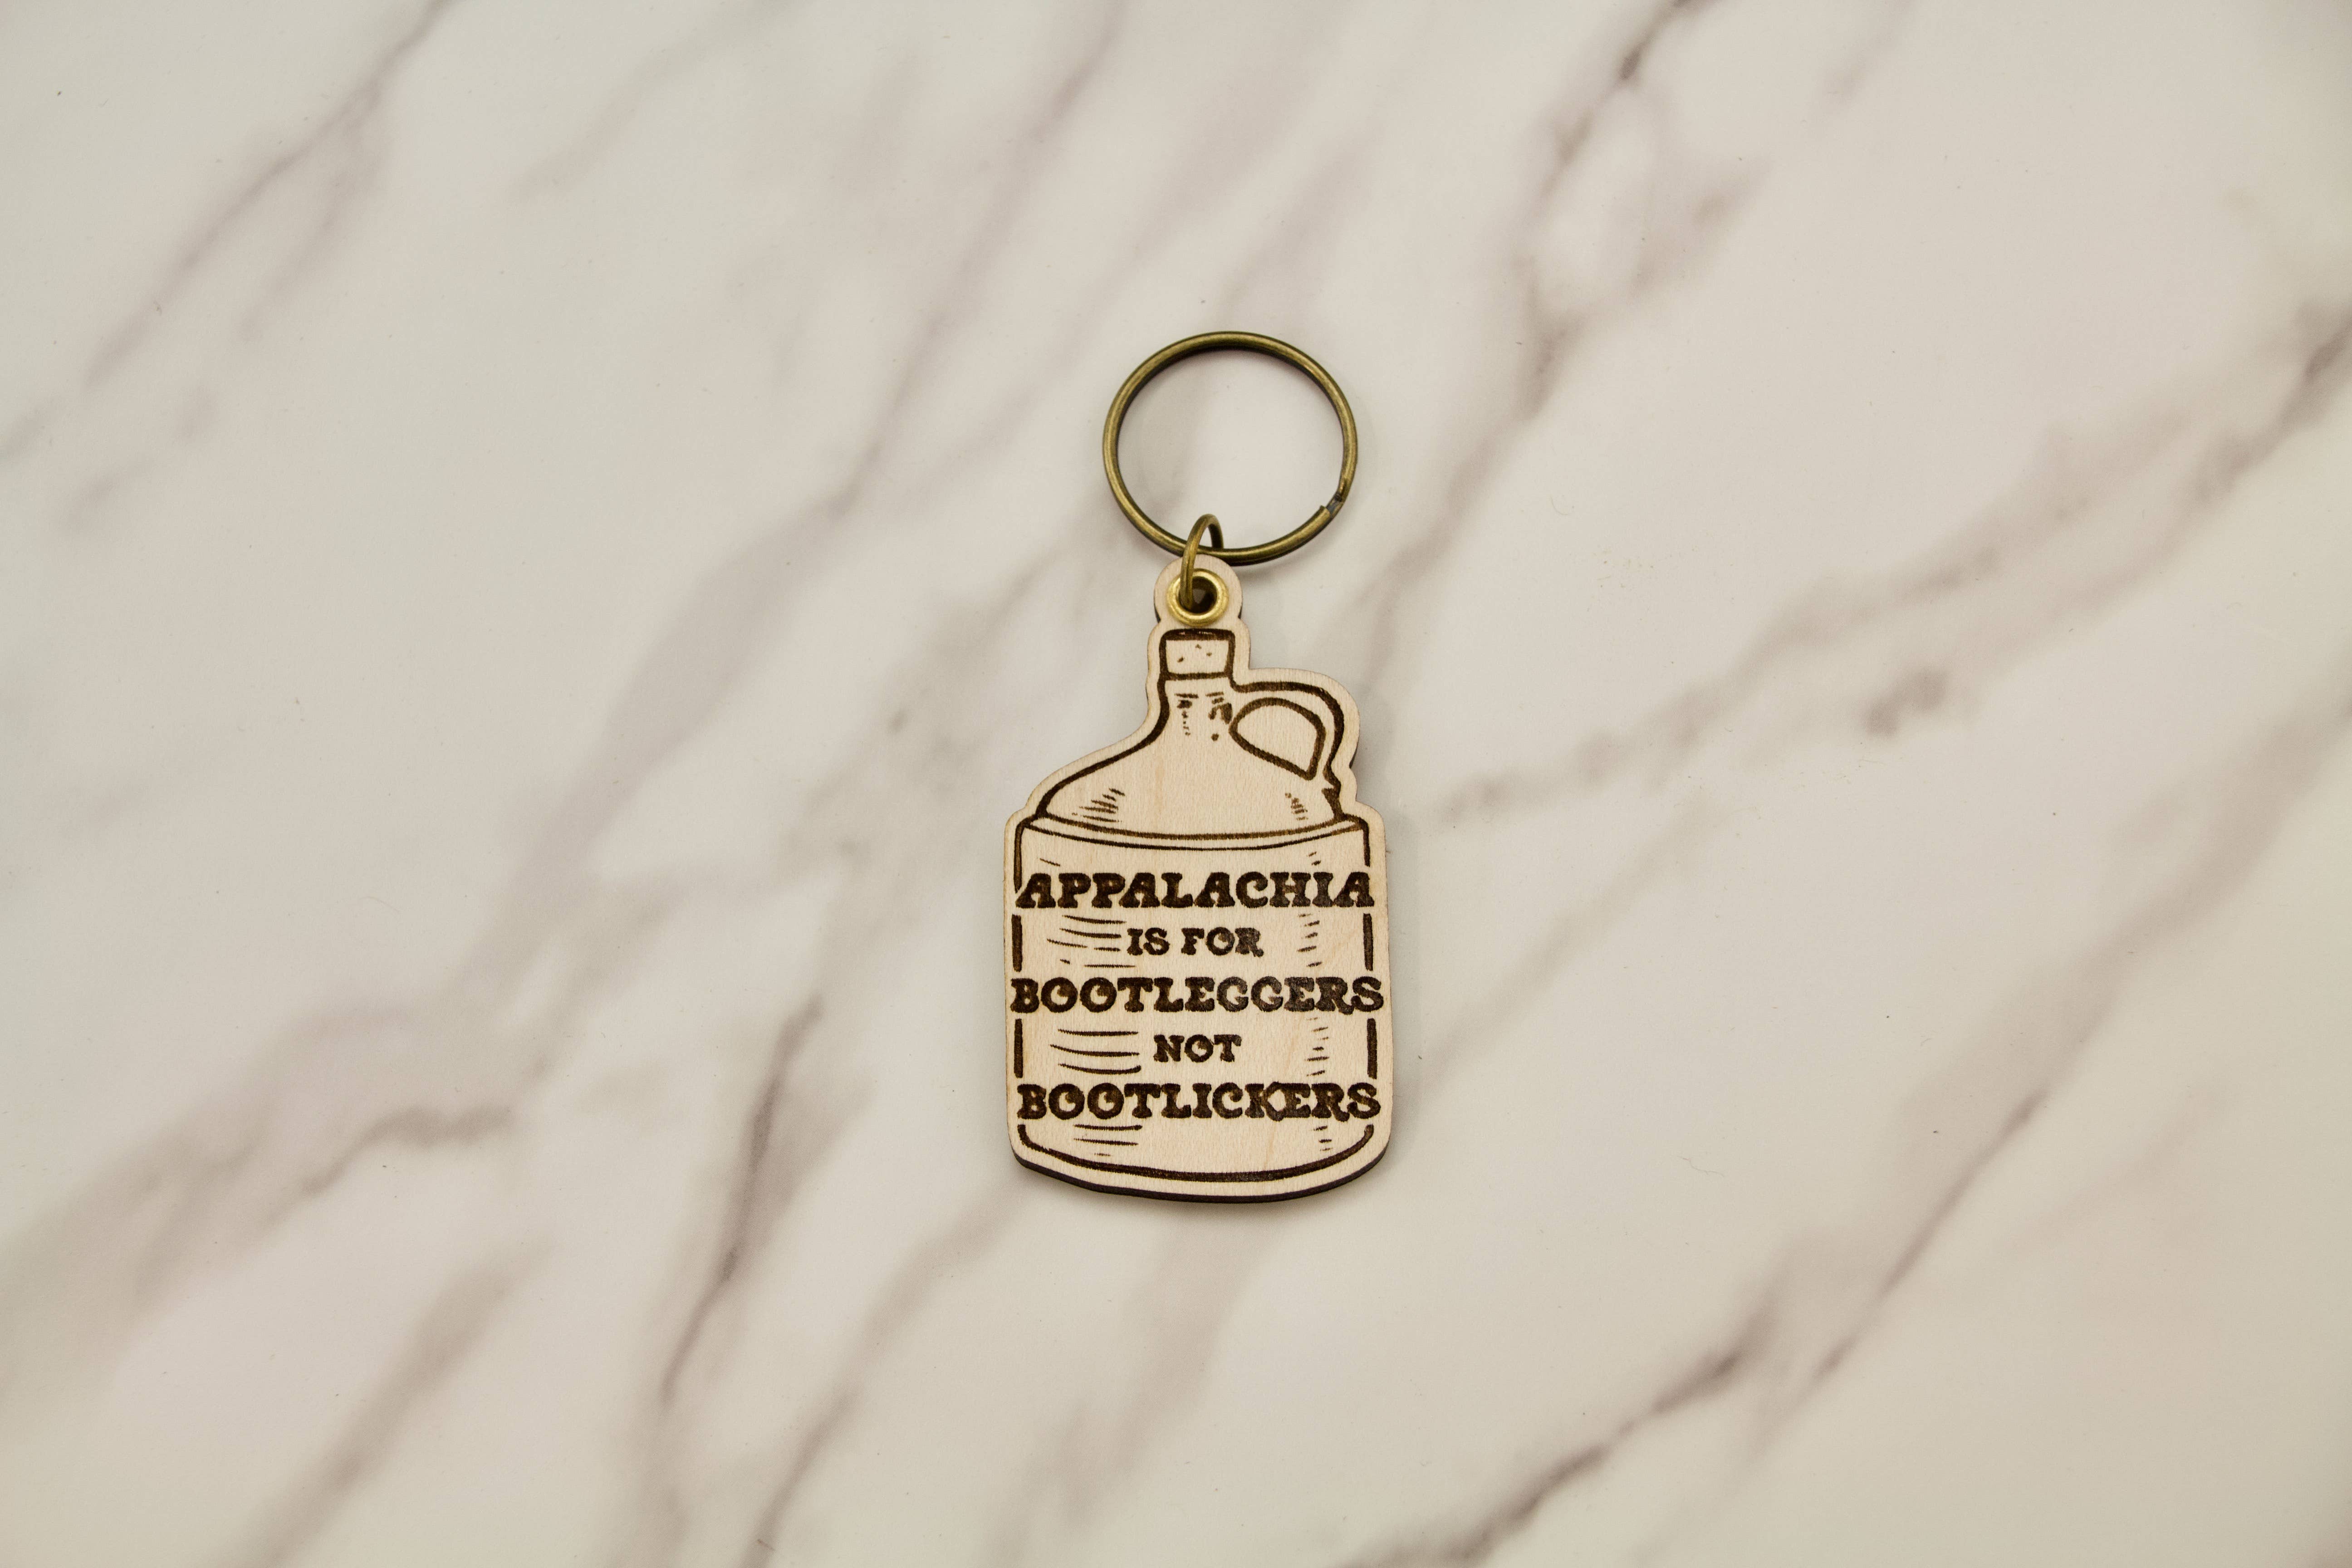 APPALACHIA
IS FOR
BOOTLEGGERS
NOT
BOOTLICKERS